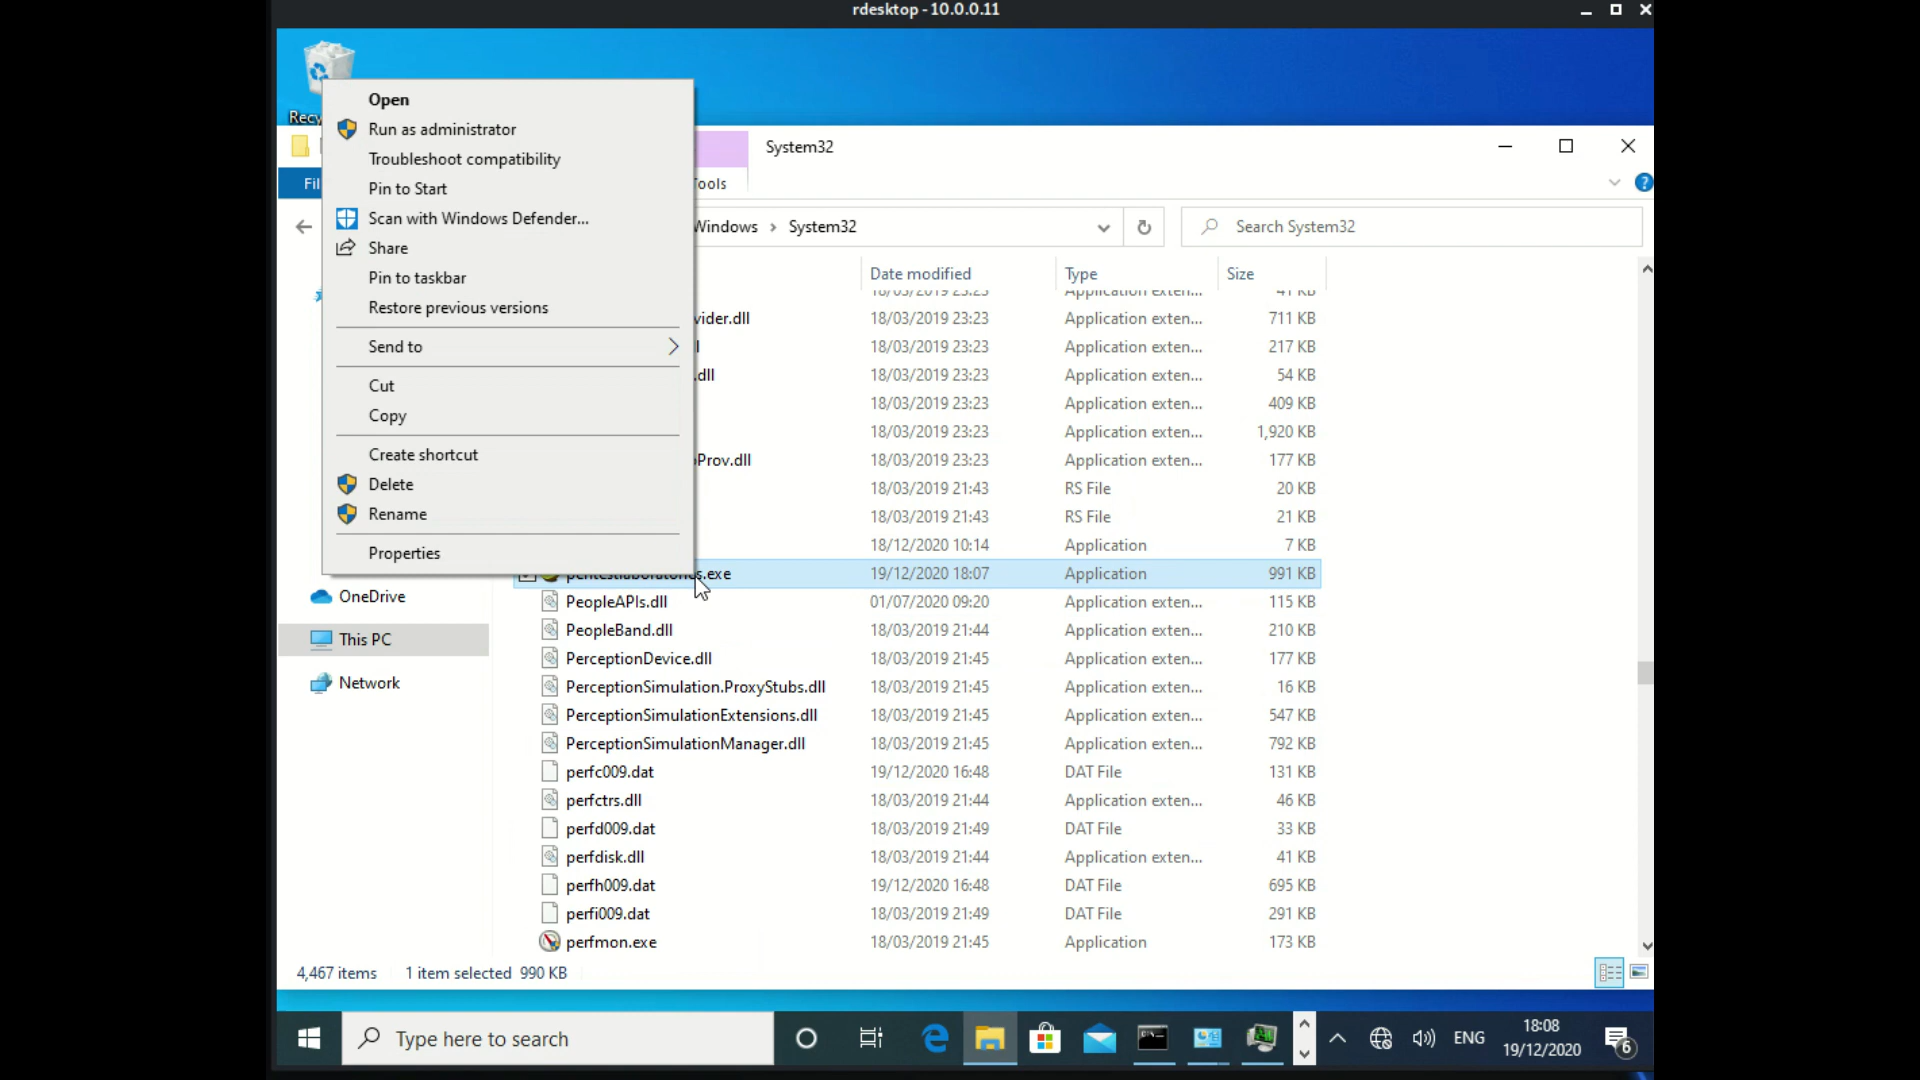 rdesktop - 10.0.0.11
Recy
Open
Run as administrator
Troubleshoot compatibility
Pin to Start
Scan with Windows Defender...
Share
Pin to taskbar
Restore previous versions
Send to
Cut
Copy
Create shortcut
Delete
Rename
Properties
System32
Fil
Tools
Windows > System32
Search System32
Date modified Type Size
18/03/2019 23:23 Application exten... 41 KB
vider.dll 18/03/2019 23:23 Application exten... 711 KB
l 18/03/2019 23:23 Application exten... 217 KB
.dll 18/03/2019 23:23 Application exten... 54 KB
18/03/2019 23:23 Application exten... 409 KB
18/03/2019 23:23 Application exten... 1,920 KB
Prov.dll 18/03/2019 23:23 Application exten... 177 KB
18/03/2019 21:43 RS File 20 KB
18/03/2019 21:43 RS File 21 KB
18/12/2020 10:14 Application 7 KB
pentestlaboratories.exe 19/12/2020 18:07 Application 991 KB
PeopleAPIs.dll 01/07/2020 09:20 Application exten... 115 KB
PeopleBand.dll 18/03/2019 21:44 Application exten... 210 KB
PerceptionDevice.dll 18/03/2019 21:45 Application exten... 177 KB
PerceptionSimulation.ProxyStubs.dll 18/03/2019 21:45 Application exten... 16 KB
PerceptionSimulationExtensions.dll 18/03/2019 21:45 Application exten... 547 KB
PerceptionSimulationManager.dll 18/03/2019 21:45 Application exten... 792 KB
perfc009.dat 19/12/2020 16:48 DAT File 131 KB
perfctrs.dll 18/03/2019 21:44 Application exten... 46 KB
perfd009.dat 18/03/2019 21:49 DAT File 33 KB
perfdisk.dll 18/03/2019 21:44 Application exten... 41 KB
perfh009.dat 19/12/2020 16:48 DAT File 695 KB
perfi009.dat 18/03/2019 21:49 DAT File 291 KB
perfmon.exe 18/03/2019 21:45 Application 173 KB
OneDrive
This PC
Network
4,467 items 1 item selected 990 KB
Type here to search
ENG
18:08
19/12/2020
6